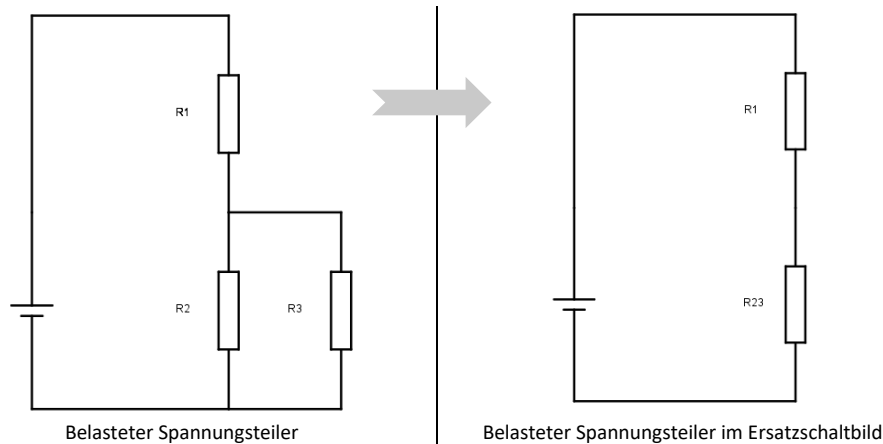 R1
R2
R3
Belasteter Spannungsteiler
R1
R23
Belasteter Spannungsteiler im Ersatzschaltbild